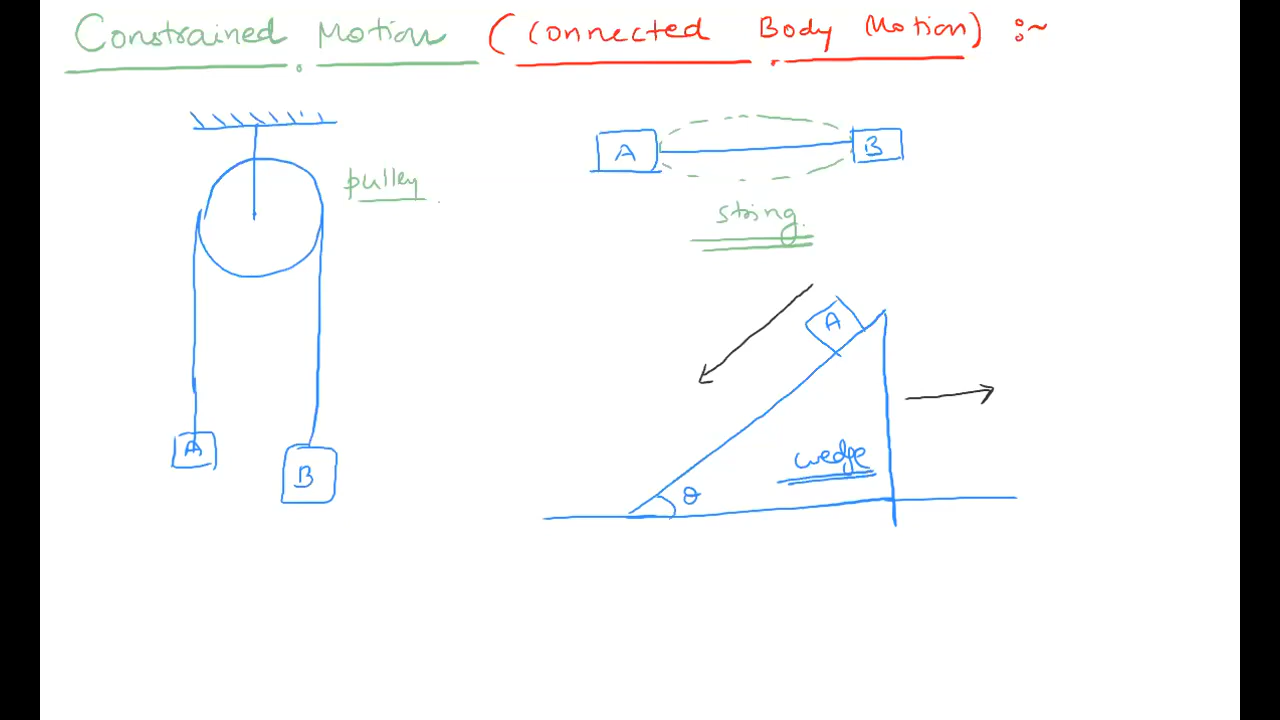 Constrained Motion (Connected Body Motion) :~
pulley
A
B
string
A
B
A
wedge
θ
A
B